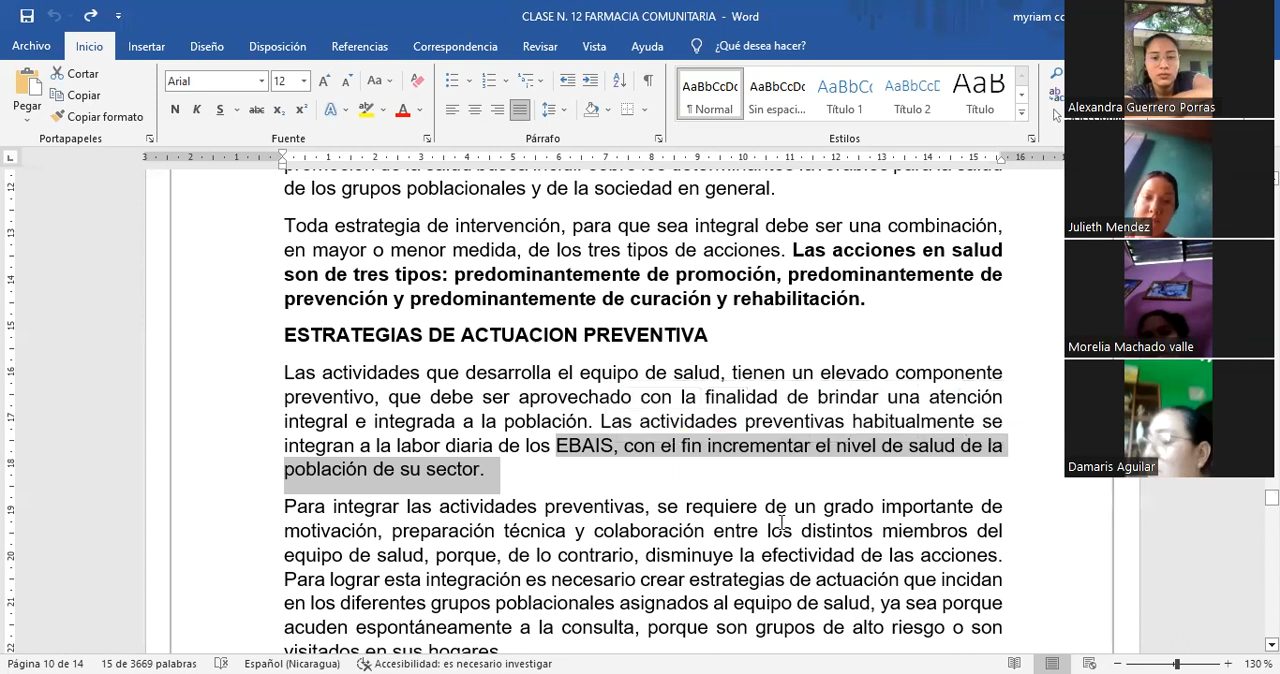 CLASE N. 12 FARMACIA COMUNITARIA - Word
myriam co
Archivo Inicio Insertar Diseño Disposición Referencias Correspondencia Revisar Vista Ayuda ¿Qué desea hacer?
Pegar
Cortar
Copiar
Copiar formato
Arial 12
N K S abc x₂ x²
Portapapeles Fuente Párrafo Estilos
AaBbCcDc AaBbCcDc AaBbCc AaBbCcD AaB
¶ Normal Sin espaci... Título 1 Título 2 Título
de los grupos poblacionales y de la sociedad en general.
Toda estrategia de intervención, para que sea integral debe ser una combinación,
en mayor o menor medida, de los tres tipos de acciones. Las acciones en salud
son de tres tipos: predominantemente de promoción, predominantemente de
prevención y predominantemente de curación y rehabilitación.
ESTRATEGIAS DE ACTUACION PREVENTIVA
Las actividades que desarrolla el equipo de salud, tienen un elevado componente
preventivo, que debe ser aprovechado con la finalidad de brindar una atención
integral e integrada a la población. Las actividades preventivas habitualmente se
integran a la labor diaria de los EBAIS, con el fin incrementar el nivel de salud de la
población de su sector.
Para integrar las actividades preventivas, se requiere de un grado importante de
motivación, preparación técnica y colaboración entre los distintos miembros del
equipo de salud, porque, de lo contrario, disminuye la efectividad de las acciones.
Para lograr esta integración es necesario crear estrategias de actuación que incidan
en los diferentes grupos poblacionales asignados al equipo de salud, ya sea porque
acuden espontáneamente a la consulta, porque son grupos de alto riesgo o son
visitados en sus hogares.
Página 10 de 14 15 de 3669 palabras Español (Nicaragua) Accesibilidad: es necesario investigar 130 %
Alexandra Guerrero Porras
Julieth Mendez
Morelia Machado valle
Damaris Aguilar